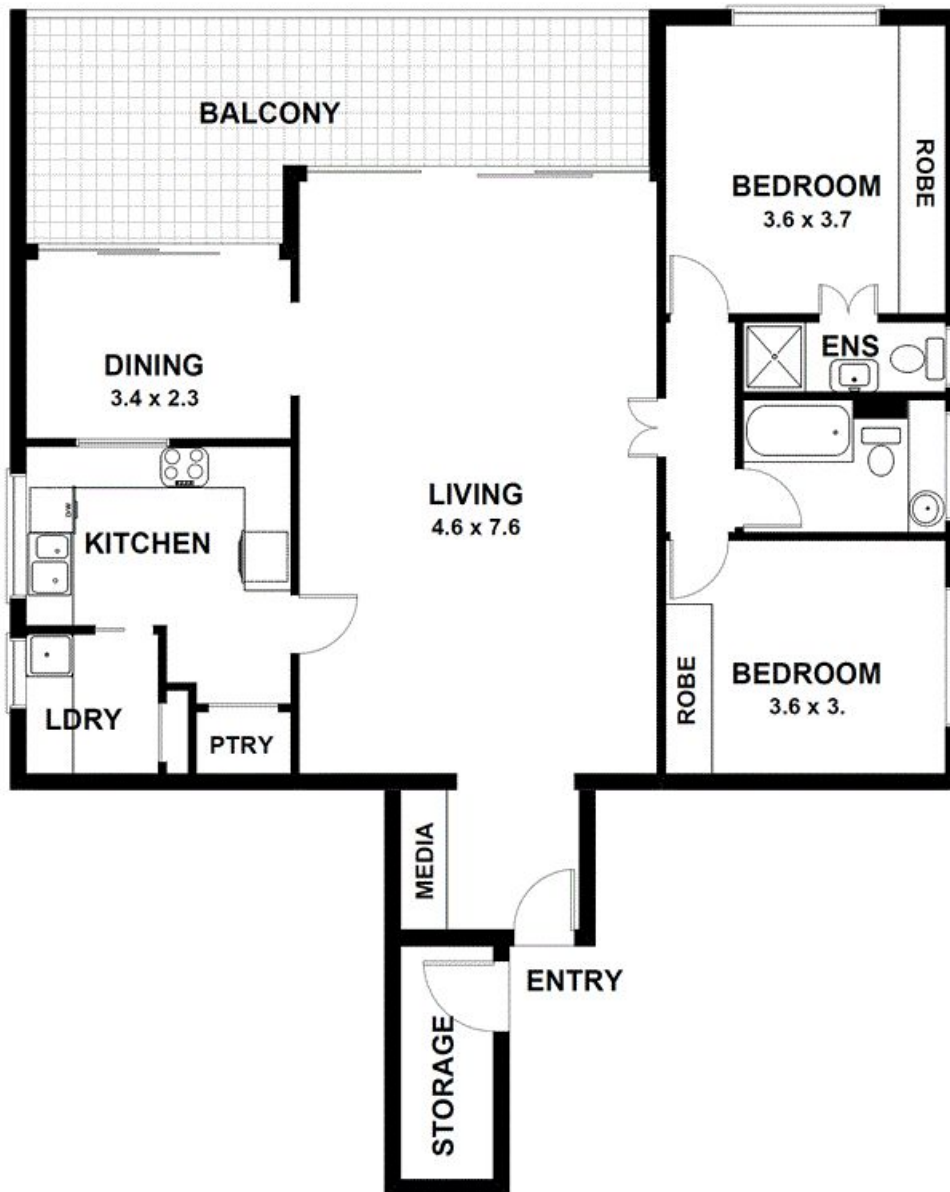 BALCONY
BEDROOM
3.6 x 3.7
ROBE
DINING
3.4 x 2.3
ENS
LIVING
4.6 x 7.6
D/W
KITCHEN
BEDROOM
3.6 x 3.
ROBE
LDRY
PTRY
MEDIA
ENTRY
STORAGE